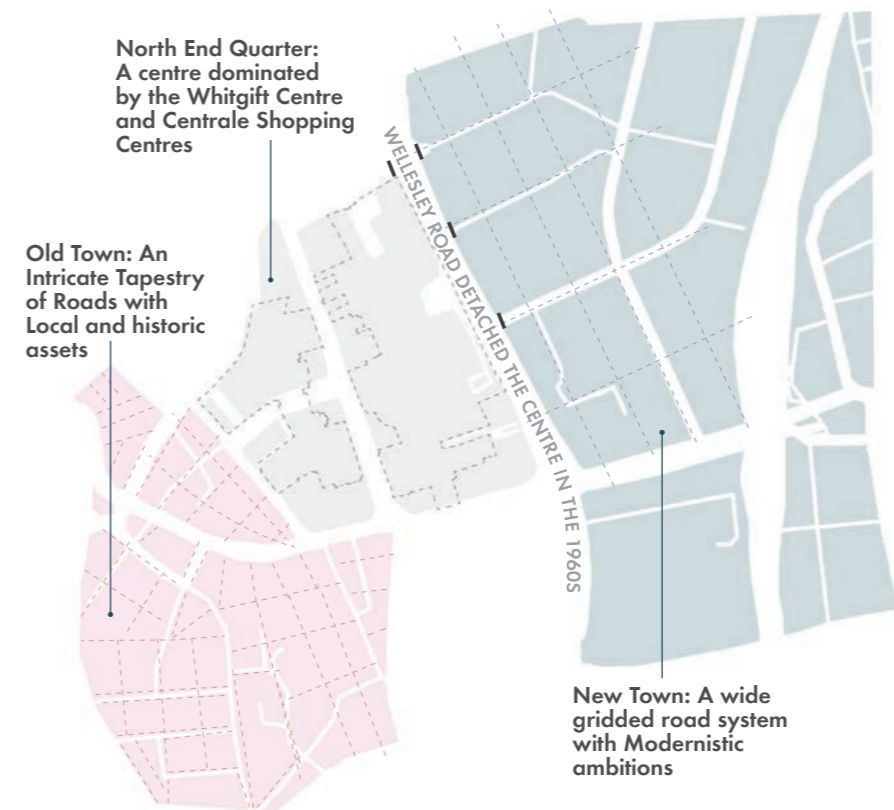 North End Quarter:
A centre dominated
by the Whitgift Centre
and Centrale Shopping
Centres
WELLESLEY ROAD DETACHED THE CENTRE IN THE 1960S
Old Town: An
Intricate Tapestry
of Roads with
Local and historic
assets
New Town: A wide
gridded road system
with Modernistic
ambitions